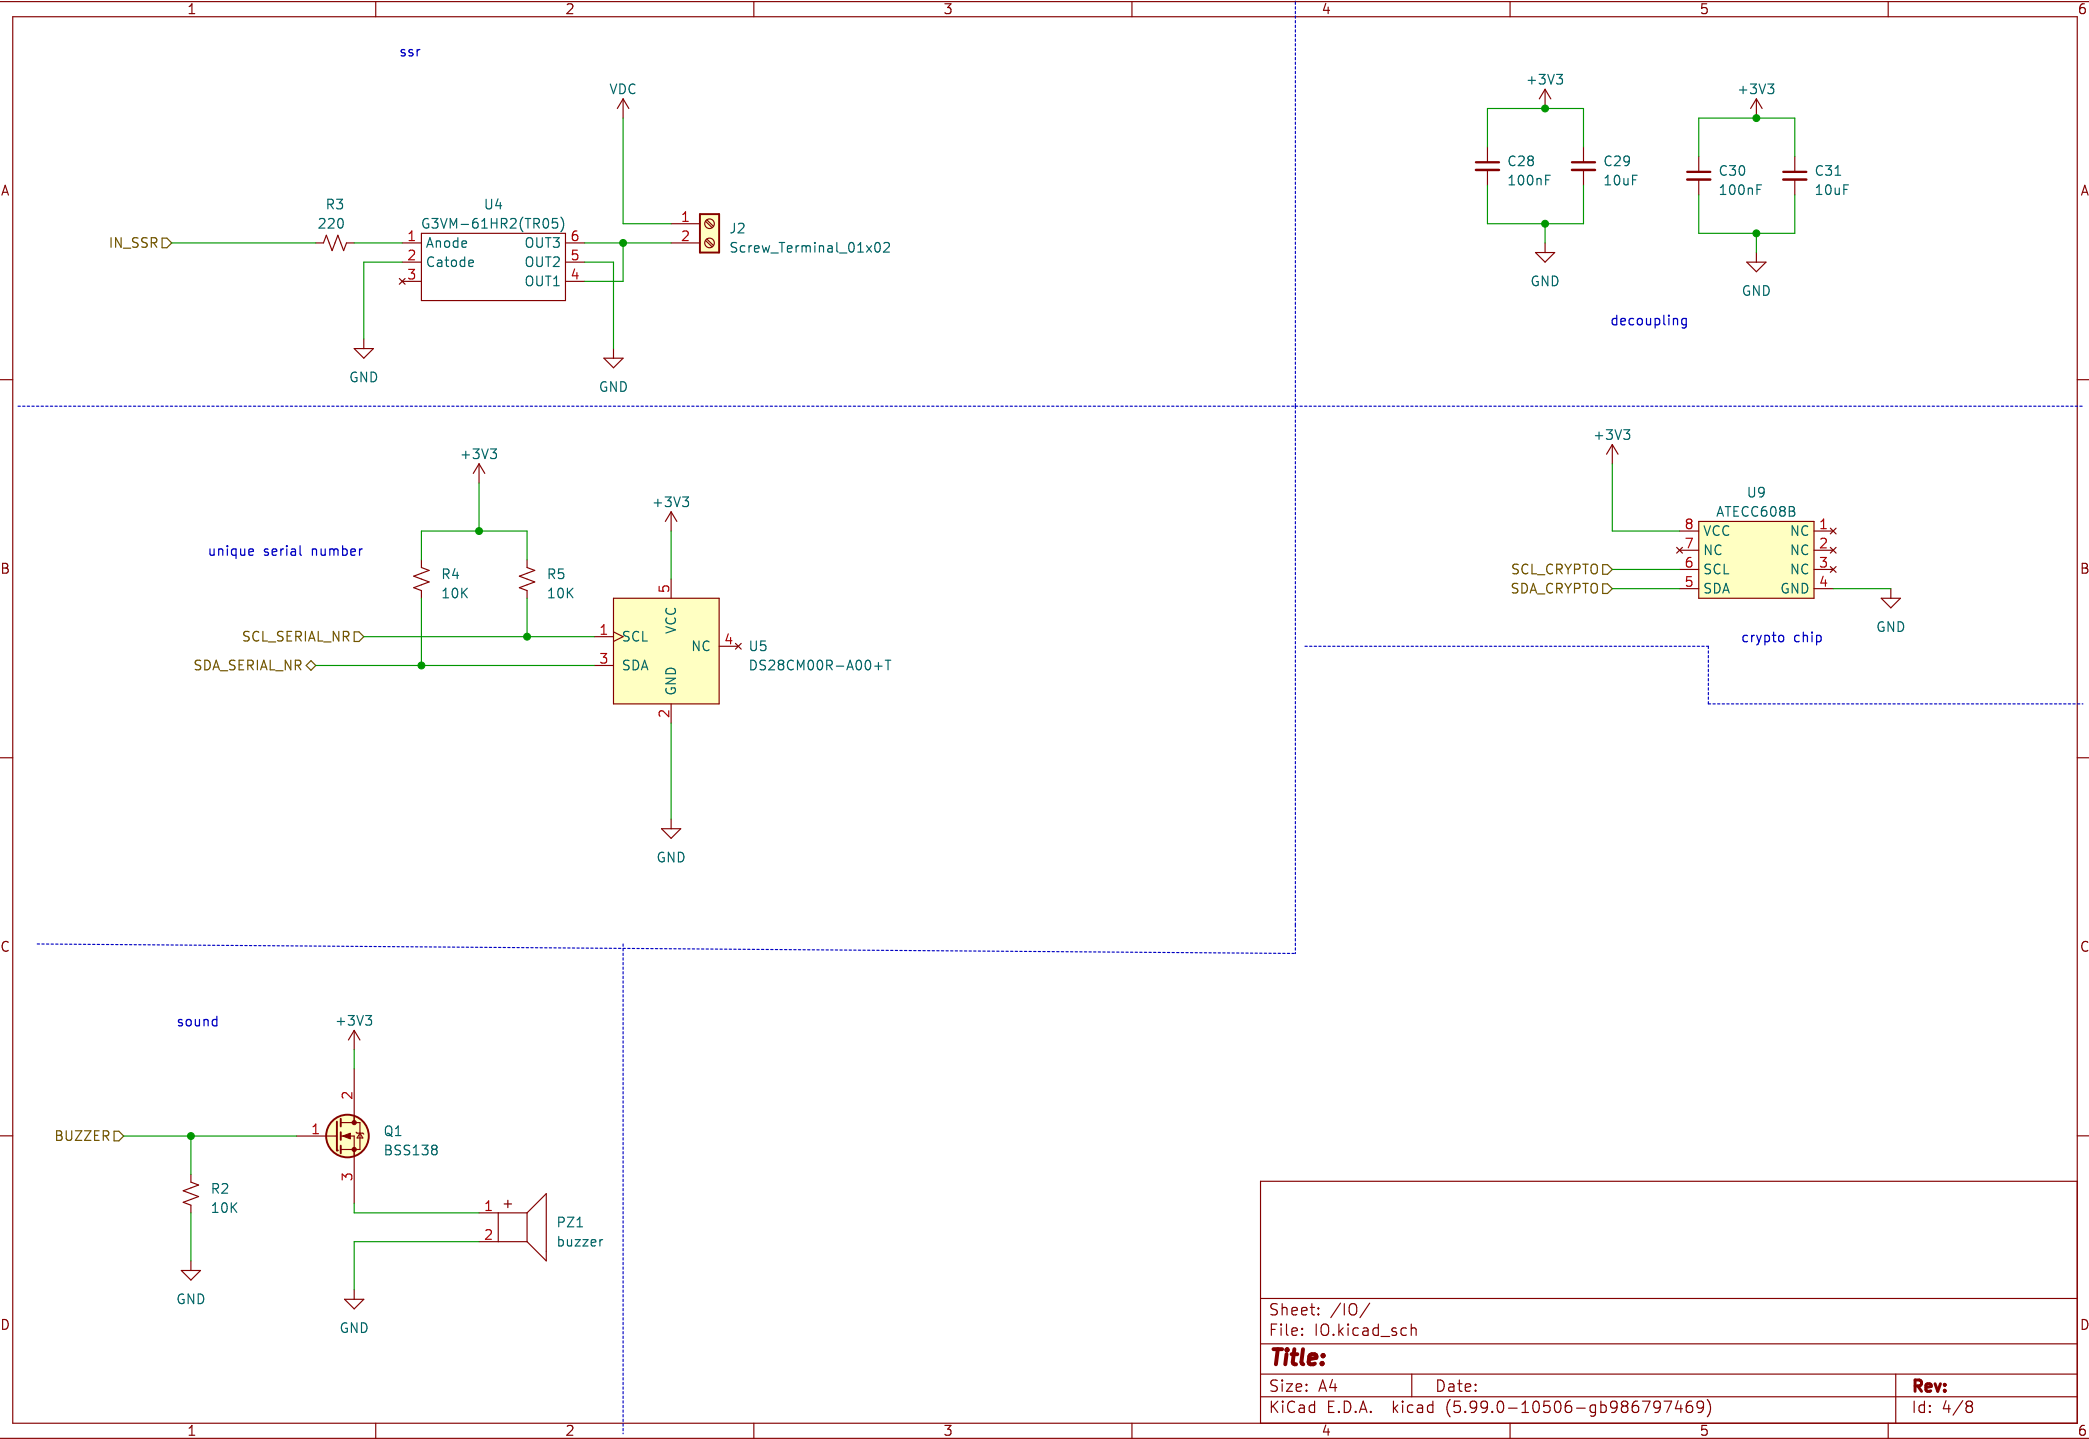 1 2 3 4 5 6
ssr
VDC
R3
220
U4
G3VM-61HR2(TR05)
IN_SSR
1 Anode OUT3 6
2 Catode OUT2 5
3 OUT1 4
1
2
J2
Screw_Terminal_01x02
GND
GND
+3V3
C28
100nF
C29
10uF
GND
+3V3
C30
100nF
C31
10uF
GND
decoupling
A A
+3V3
+3V3
unique serial number
R4
10K
R5
10K
SCL_SERIAL_NR
SDA_SERIAL_NR
5
VCC
1 SCL
3 SDA
NC 4
GND
2
U5
DS28CM00R-A00+T
GND
+3V3
U9
ATECC608B
8 VCC NC 1
7 NC NC 2
6 SCL NC 3
5 SDA GND 4
SCL_CRYPTO
SDA_CRYPTO
GND
crypto chip
B B
C C
sound
+3V3
2
BUZZER
1
Q1
BSS138
3
R2
10K
GND
1 +
2
PZ1
buzzer
GND
D D
Sheet: /IO/
File: IO.kicad_sch
Title:
Size: A4 Date: Rev:
KiCad E.D.A. kicad (5.99.0-10506-gb986797469) Id: 4/8
1 2 3 4 5 6